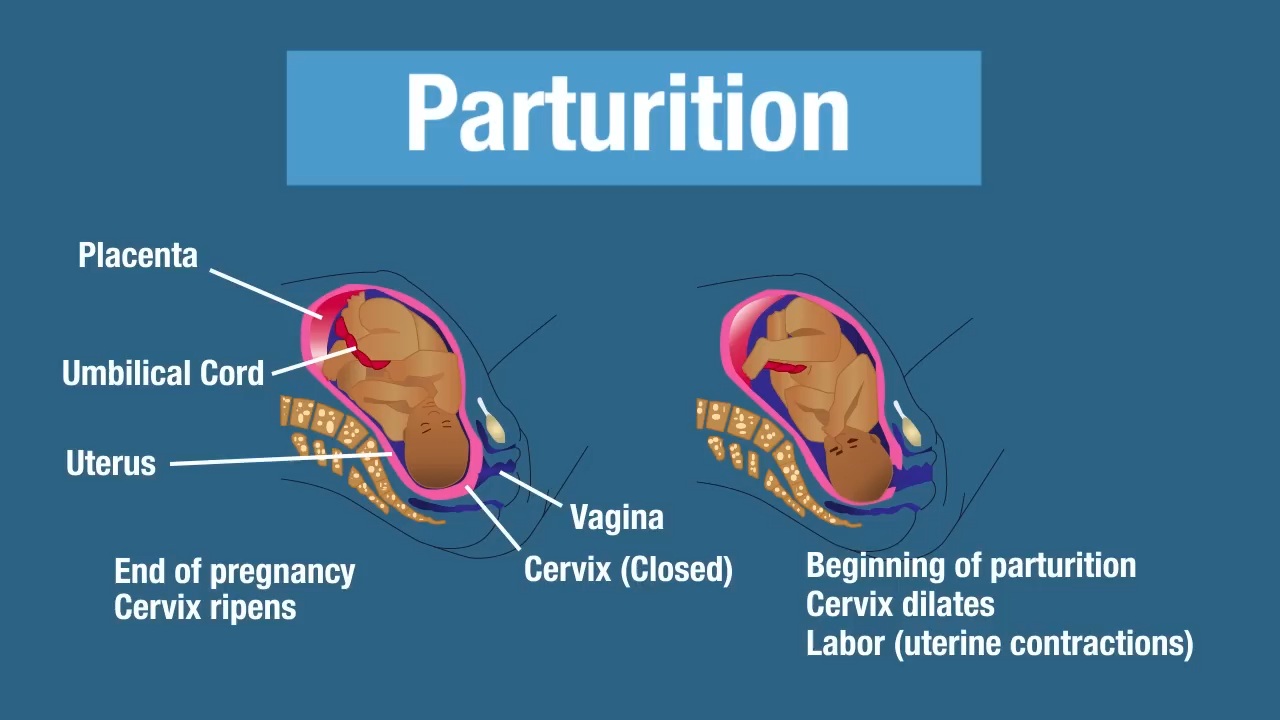 Parturition
Placenta
Umbilical Cord
Uterus
Vagina
Cervix (Closed)
End of pregnancy
Cervix ripens
Beginning of parturition
Cervix dilates
Labor (uterine contractions)